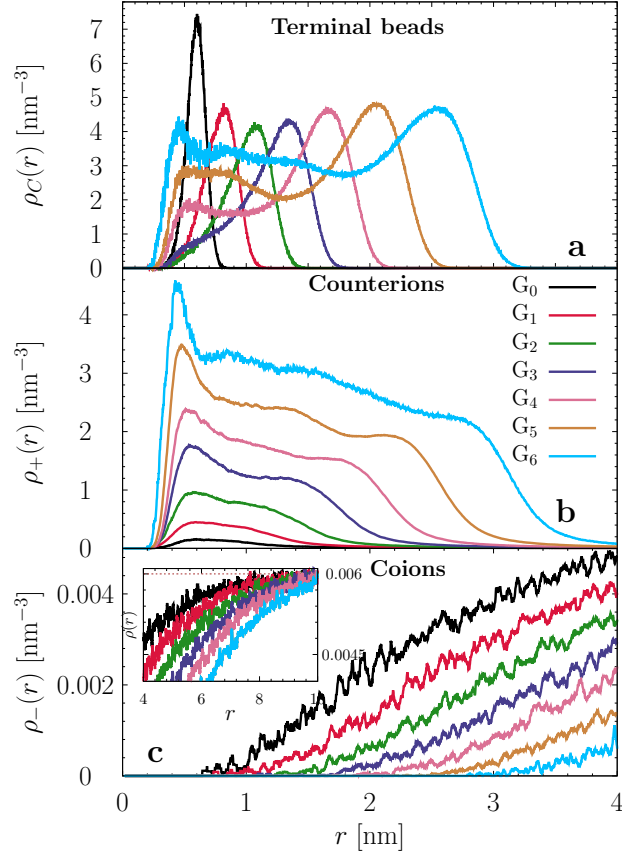 Terminal beads
ρ_C(r) [nm⁻³]
7
6
5
4
3
2
1
0
a
Counterions
ρ₊(r) [nm⁻³]
4
3
2
1
0
G₀
G₁
G₂
G₃
G₄
G₅
G₆
b
Coions
ρ₋(r) [nm⁻³]
0.004
0.002
0
ρ(r)
0.006
0.0045
4 6 8 10
r
c
0 1 2 3 4
r [nm]